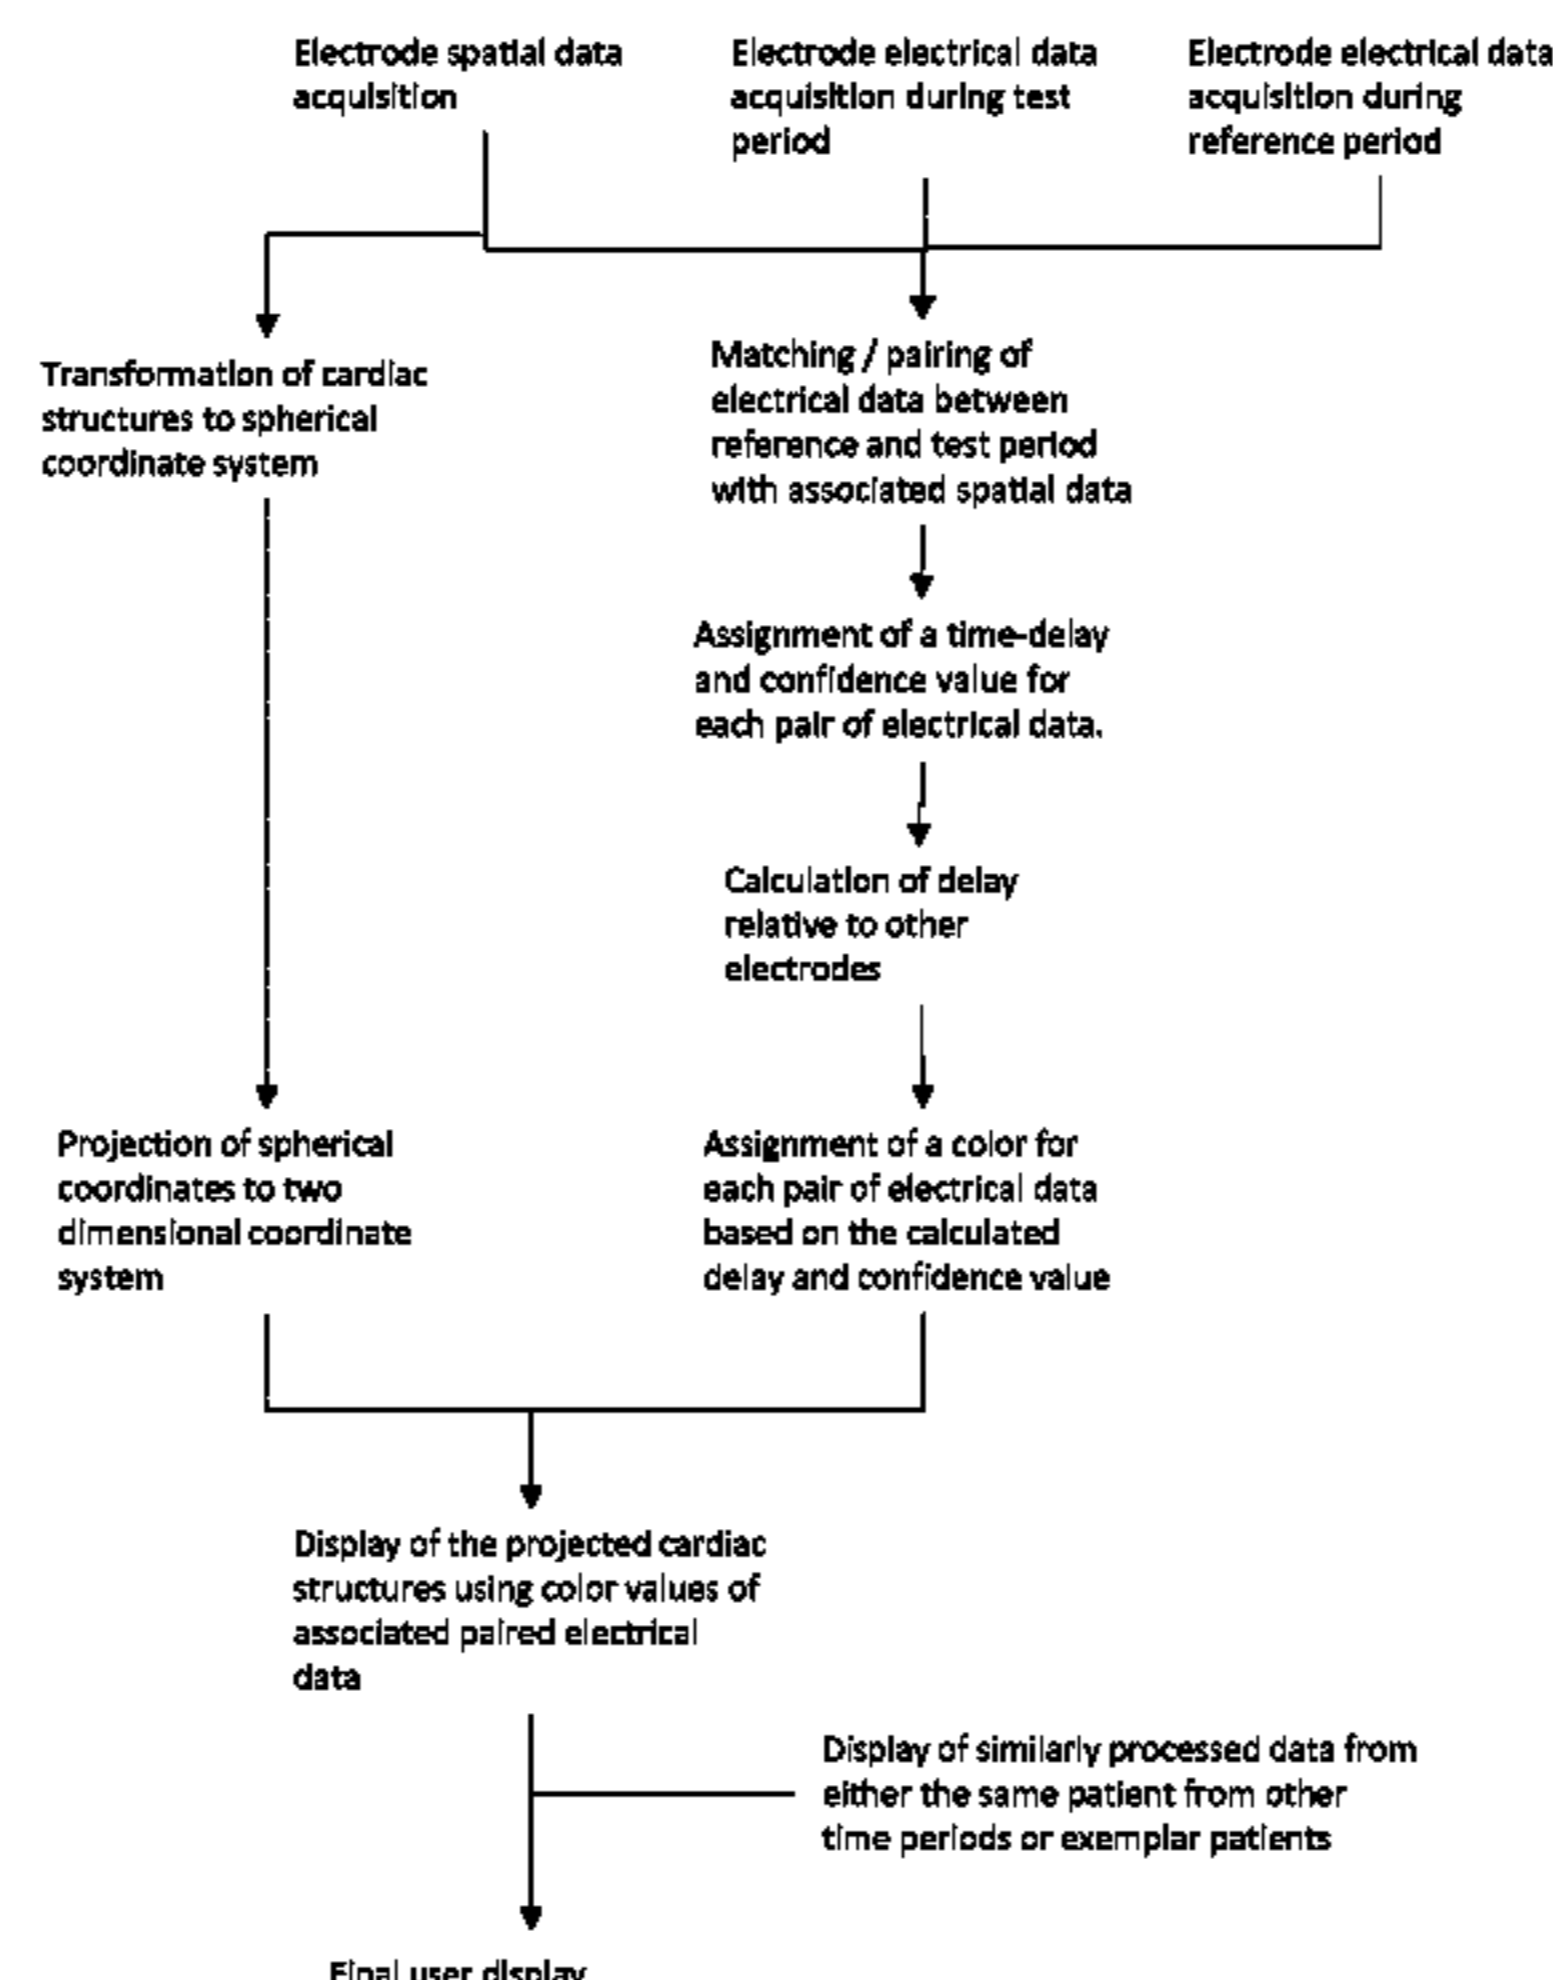 Electrode spatial data
acquisition
Electrode electrical data
acquisition during test
period
Electrode electrical data
acquisition during
reference period
Transformation of cardiac
structures to spherical
coordinate system
Matching / pairing of
electrical data between
reference and test period
with associated spatial data
Assignment of a time-delay
and confidence value for
each pair of electrical data.
Calculation of delay
relative to other
electrodes
Projection of spherical
coordinates to two
dimensional coordinate
system
Assignment of a color for
each pair of electrical data
based on the calculated
delay and confidence value
Display of the projected cardiac
structures using color values of
associated paired electrical
data
Display of similarly processed data from
either the same patient from other
time periods or exemplar patients
Final user display